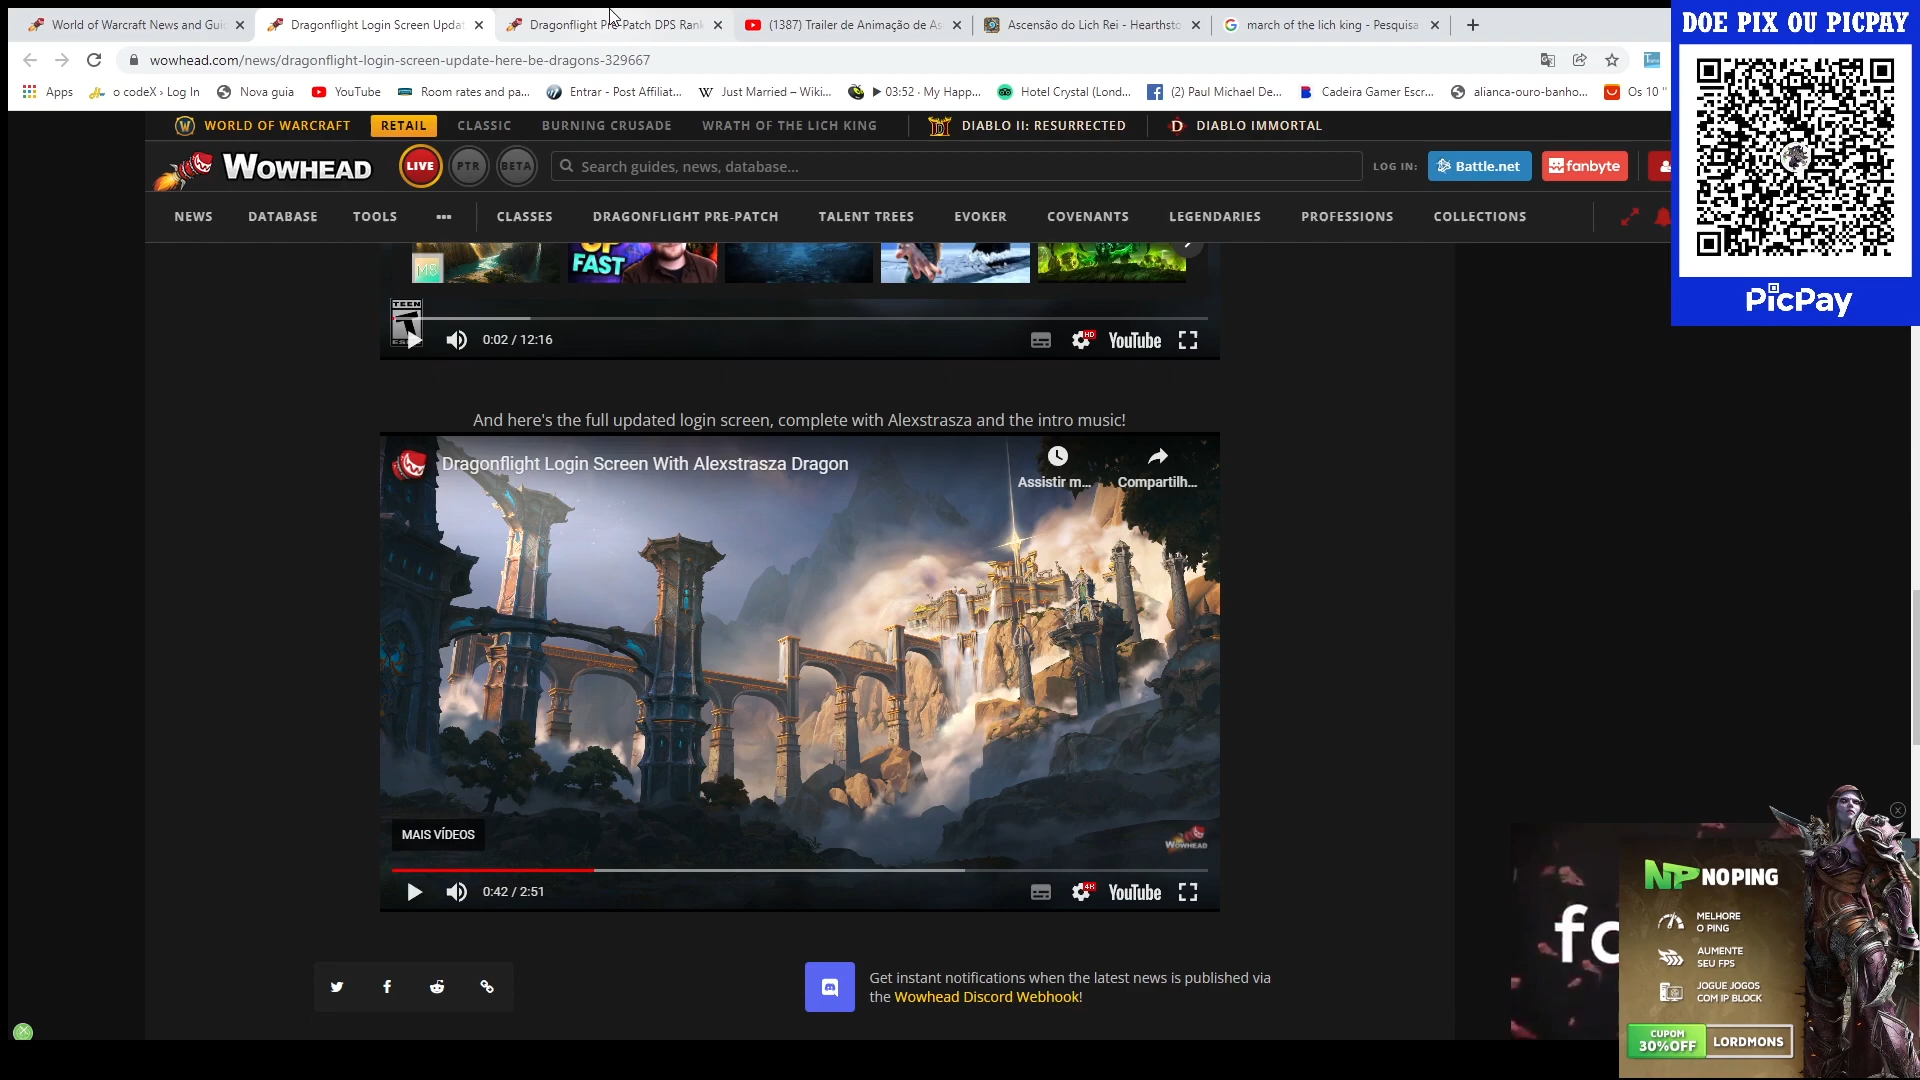 World of Warcraft News and Gui
Dragonflight Login Screen Updat
Dragonflight Pre-Patch DPS Rank
(1387) Trailer de Animação de As
Ascensão do Lich Rei - Hearthsto
march of the lich king - Pesquisa
wowhead.com/news/dragonflight-login-screen-update-here-be-dragons-329667
Apps
o codeX › Log In
Nova guia
YouTube
Room rates and pa...
Entrar - Post Affiliat...
Just Married – Wiki...
▶ 03:52 · My Happ...
Hotel Crystal (Lond...
(2) Paul Michael De...
Cadeira Gamer Escr...
alianca-ouro-banho...
Os 10 "
DOE PIX OU PICPAY
PicPay
WORLD OF WARCRAFT
RETAIL
CLASSIC
BURNING CRUSADE
WRATH OF THE LICH KING
DIABLO II: RESURRECTED
DIABLO IMMORTAL
WOWHEAD
LIVE
PTR
BETA
Search guides, news, database...
LOG IN:
Battle.net
fanbyte
NEWS
DATABASE
TOOLS
•••
CLASSES
DRAGONFLIGHT PRE-PATCH
TALENT TREES
EVOKER
COVENANTS
LEGENDARIES
PROFESSIONS
COLLECTIONS
MS
UP
FAST
TEEN
T
0:02 / 12:16
HD
YouTube
And here's the full updated login screen, complete with Alexstrasza and the intro music!
Dragonflight Login Screen With Alexstrasza Dragon
Assistir m...
Compartilh...
MAIS VÍDEOS
WOWHEAD
0:42 / 2:51
4K
YouTube
Get instant notifications when the latest news is published via
the Wowhead Discord Webhook!
fo
NP NOPING
MELHORE
O PING
AUMENTE
SEU FPS
JOGUE JOGOS
COM IP BLOCK
CUPOM
30%OFF
LORDMONS